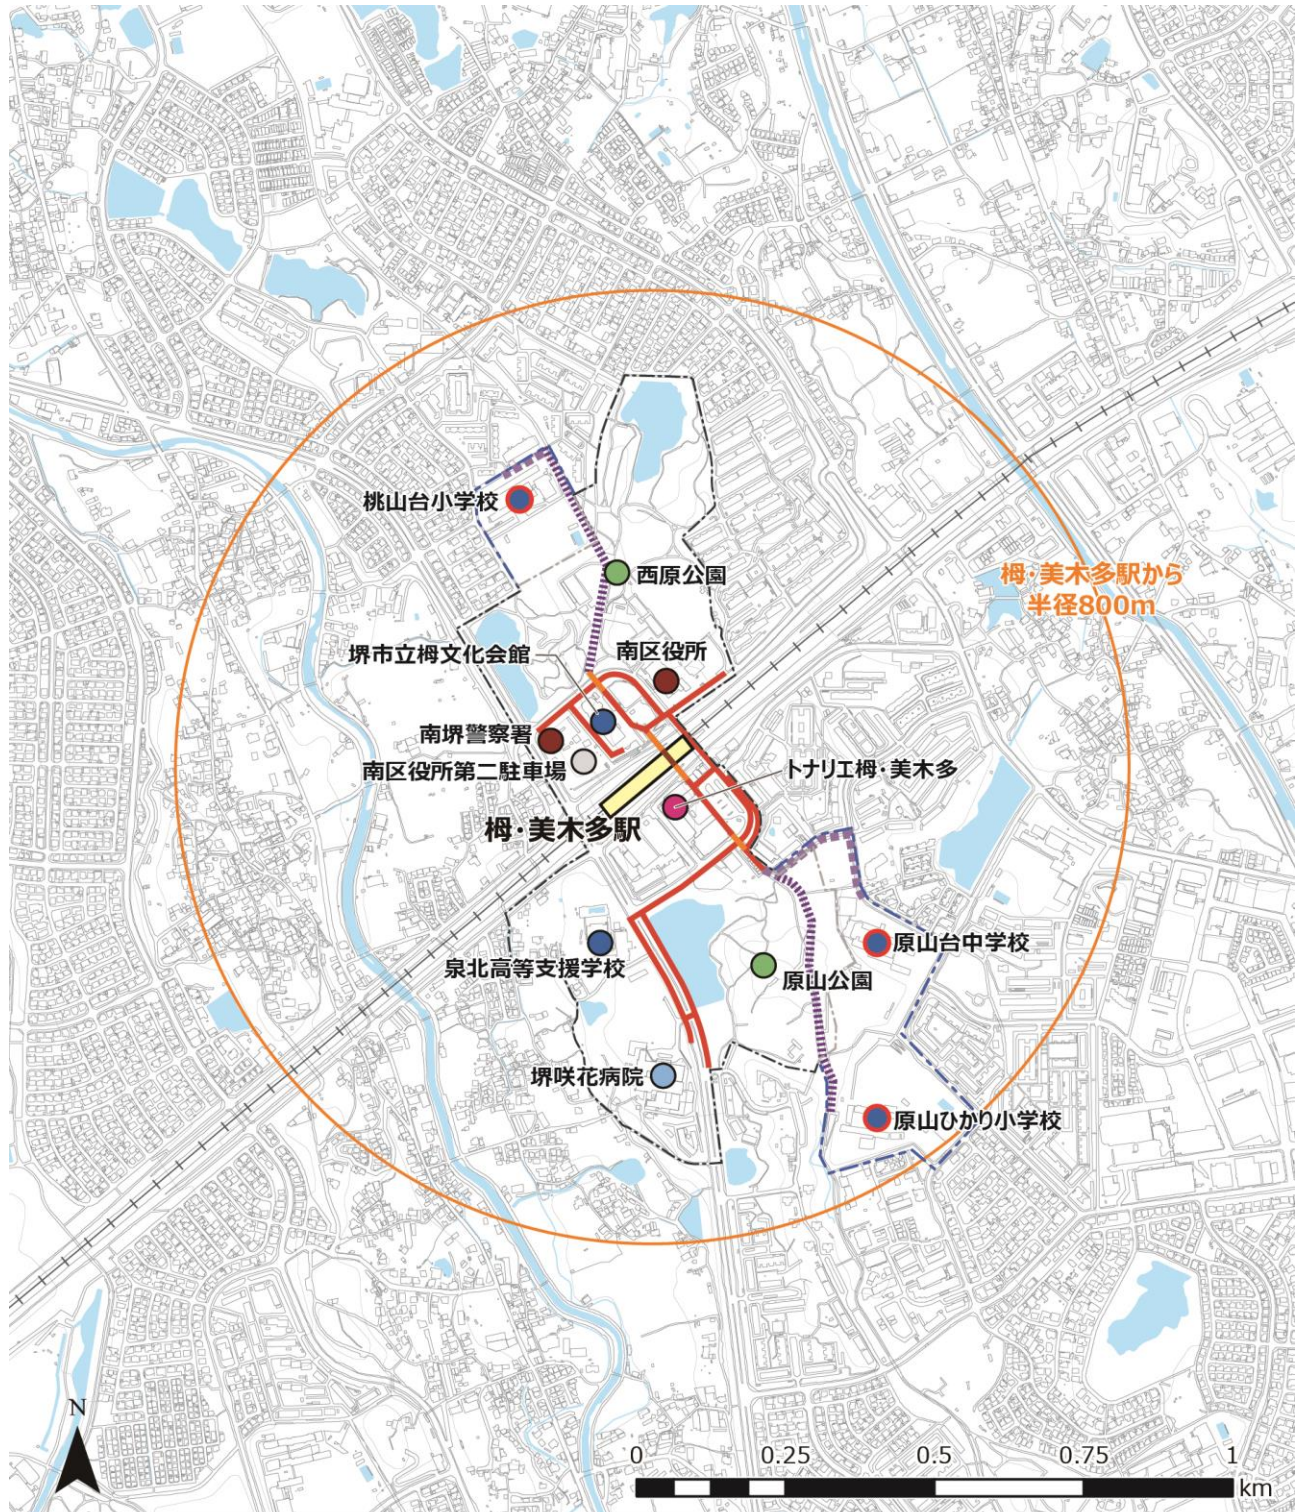 桃山台小学校
栂・美木多駅から
半径800m
西原公園
南区役所
堺市立栂文化会館
南堺警察署
南区役所第二駐車場
トナリエ栂・美木多
栂・美木多駅
原山台中学校
泉北高等支援学校
原山公園
堺咲花病院
原山ひかり小学校
N
0 0.25 0.5 0.75 1
km